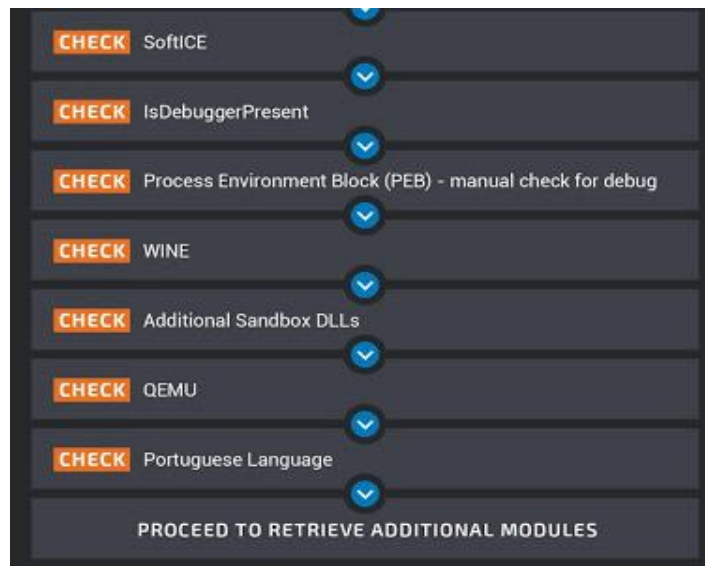 CHECK SoftICE
CHECK IsDebuggerPresent
CHECK Process Environment Block (PEB) - manual check for debug
CHECK WINE
CHECK Additional Sandbox DLLs
CHECK QEMU
CHECK Portuguese Language
PROCEED TO RETRIEVE ADDITIONAL MODULES